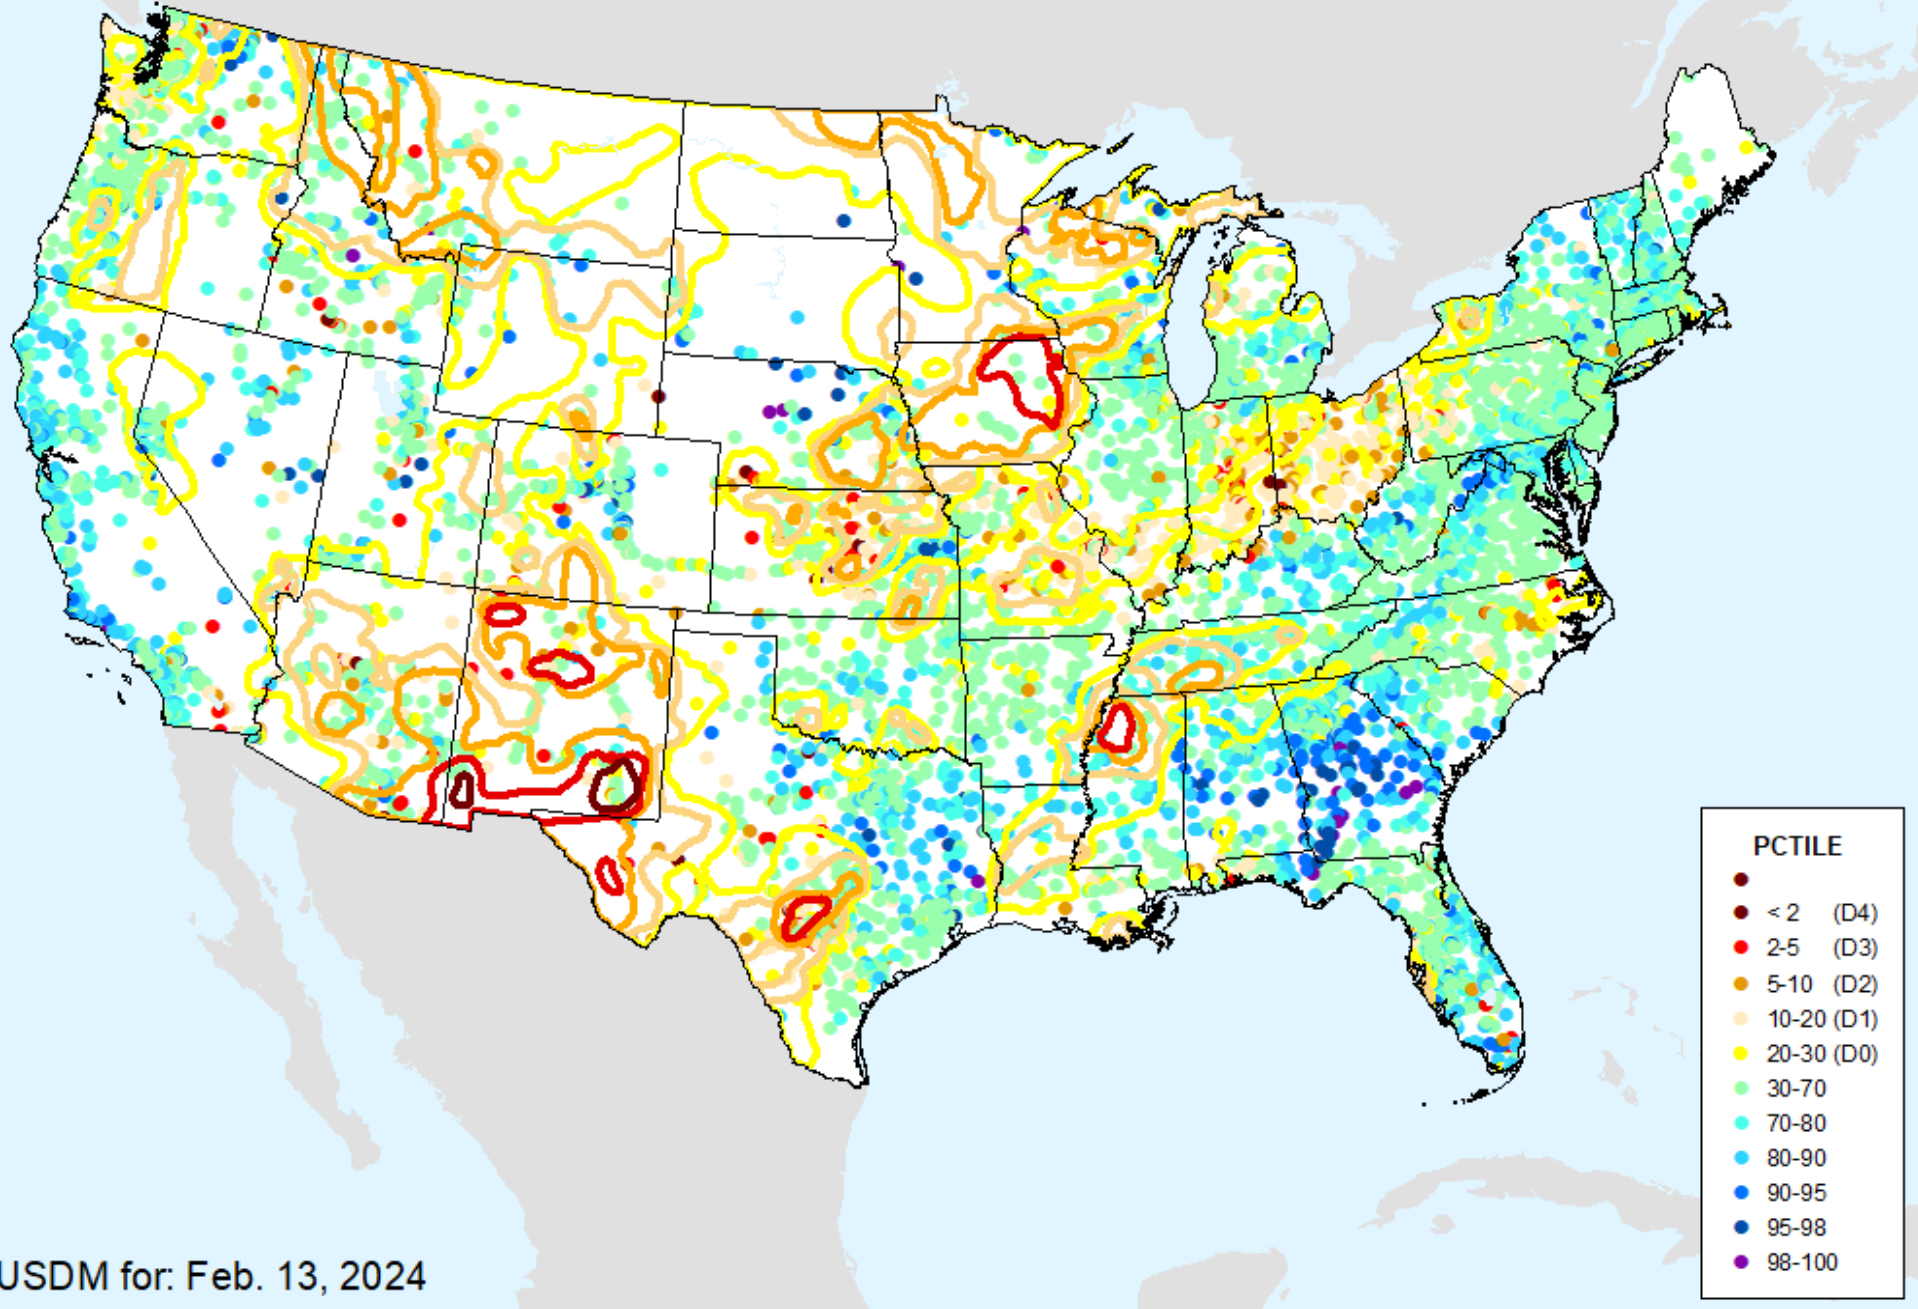 PCTILE
< 2 (D4)
2-5 (D3)
5-10 (D2)
10-20 (D1)
20-30 (D0)
30-70
70-80
80-90
90-95
95-98
98-100
USDM for: Feb. 13, 2024